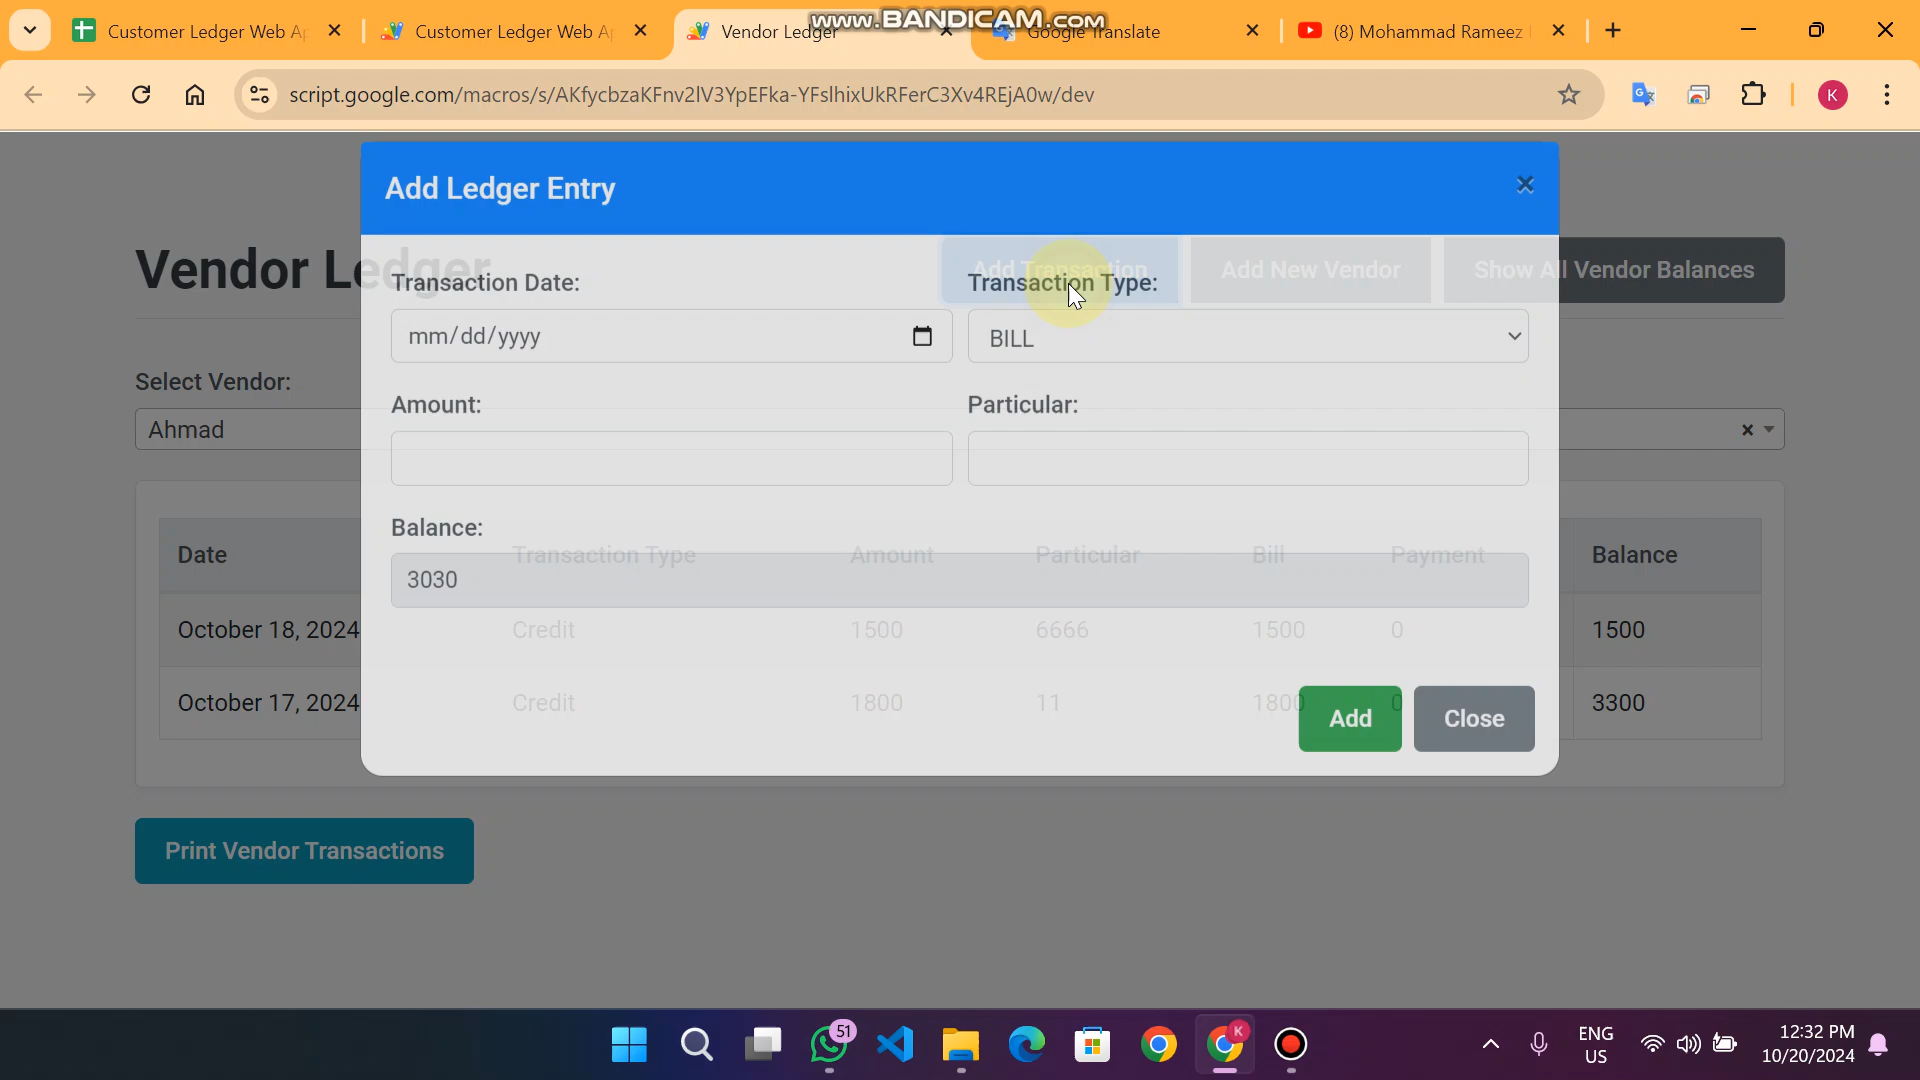 Customer Ledger Web Ap
Customer Ledger Web Ap
Vendor Ledger
www.BANDICAM.com
Google Translate
(8) Mohammad Rameez
script.google.com/macros/s/AKfycbzaKFnv2lV3YpEFka-YFslhixUkRFerC3Xv4REjA0w/dev
K
Add Ledger Entry
×
Vendor Ledger
Add Transaction
Add New Vendor
Show All Vendor Balances
Transaction Date:
Transaction Type:
mm/dd/yyyy
BILL
Select Vendor:
Amount:
Particular:
Ahmad
×
Balance:
3030
Date
Transaction Type
Amount
Particular
Bill
Payment
Balance
October 18, 2024
Credit
1500
6666
1500
0
1500
October 17, 2024
Credit
1800
11
1800
0
3300
Add
Close
Print Vendor Transactions
51
K
ENG
US
12:32 PM
10/20/2024